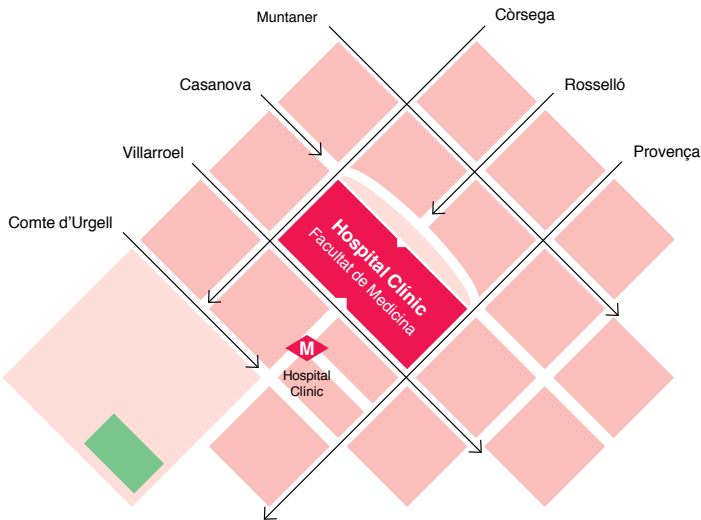 Muntaner
Còrsega
Casanova
Rosselló
Villarroel
Provença
Comte d'Urgell
Hospital Clínic
Facultat de Medicina
M
Hospital
Clínic